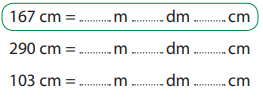 167 cm = ......... m ......... dm ......... cm
290 cm = ......... m ......... dm ......... cm
103 cm = ......... m ......... dm ......... cm